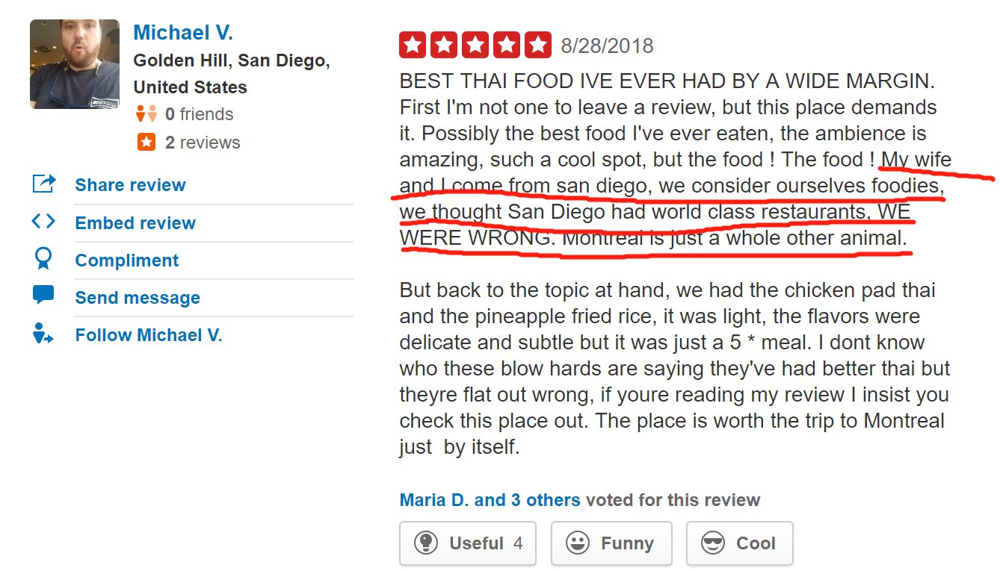 Michael V.
Golden Hill, San Diego,
United States
0 friends
2 reviews
Share review
Embed review
Compliment
Send message
Follow Michael V.
8/28/2018
BEST THAI FOOD IVE EVER HAD BY A WIDE MARGIN.
First I'm not one to leave a review, but this place demands
it. Possibly the best food I've ever eaten, the ambience is
amazing, such a cool spot, but the food ! The food ! My wife
and I come from san diego, we consider ourselves foodies,
we thought San Diego had world class restaurants, WE
WERE WRONG. Montreal is just a whole other animal.
But back to the topic at hand, we had the chicken pad thai
and the pineapple fried rice, it was light, the flavors were
delicate and subtle but it was just a 5 * meal. I dont know
who these blow hards are saying they've had better thai but
theyre flat out wrong, if youre reading my review I insist you
check this place out. The place is worth the trip to Montreal
just  by itself.
Maria D. and 3 others voted for this review
Useful 4
Funny
Cool